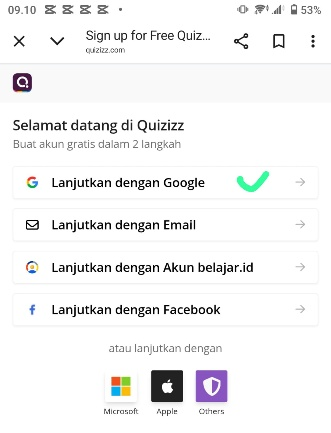 09.10
53%
Sign up for Free Quiz...
quizizz.com
Selamat datang di Quizizz
Buat akun gratis dalam 2 langkah
Lanjutkan dengan Google
Lanjutkan dengan Email
Lanjutkan dengan Akun belajar.id
Lanjutkan dengan Facebook
atau lanjutkan dengan
Microsoft
Apple
Others